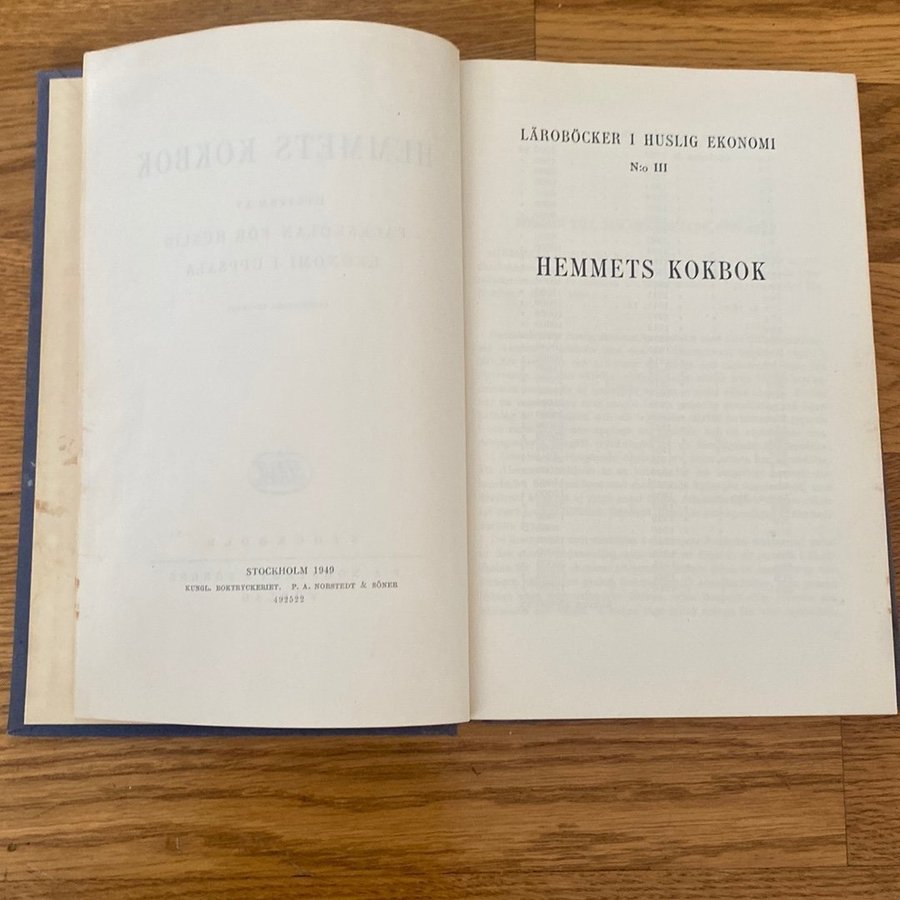 STOCKHOLM 1949
KUNGL. BOKTRYCKERIET. P. A. NORSTEDT & SÖNER
492522
LÄROBÖCKER I HUSLIG EKONOMI
N:o III
HEMMETS KOKBOK